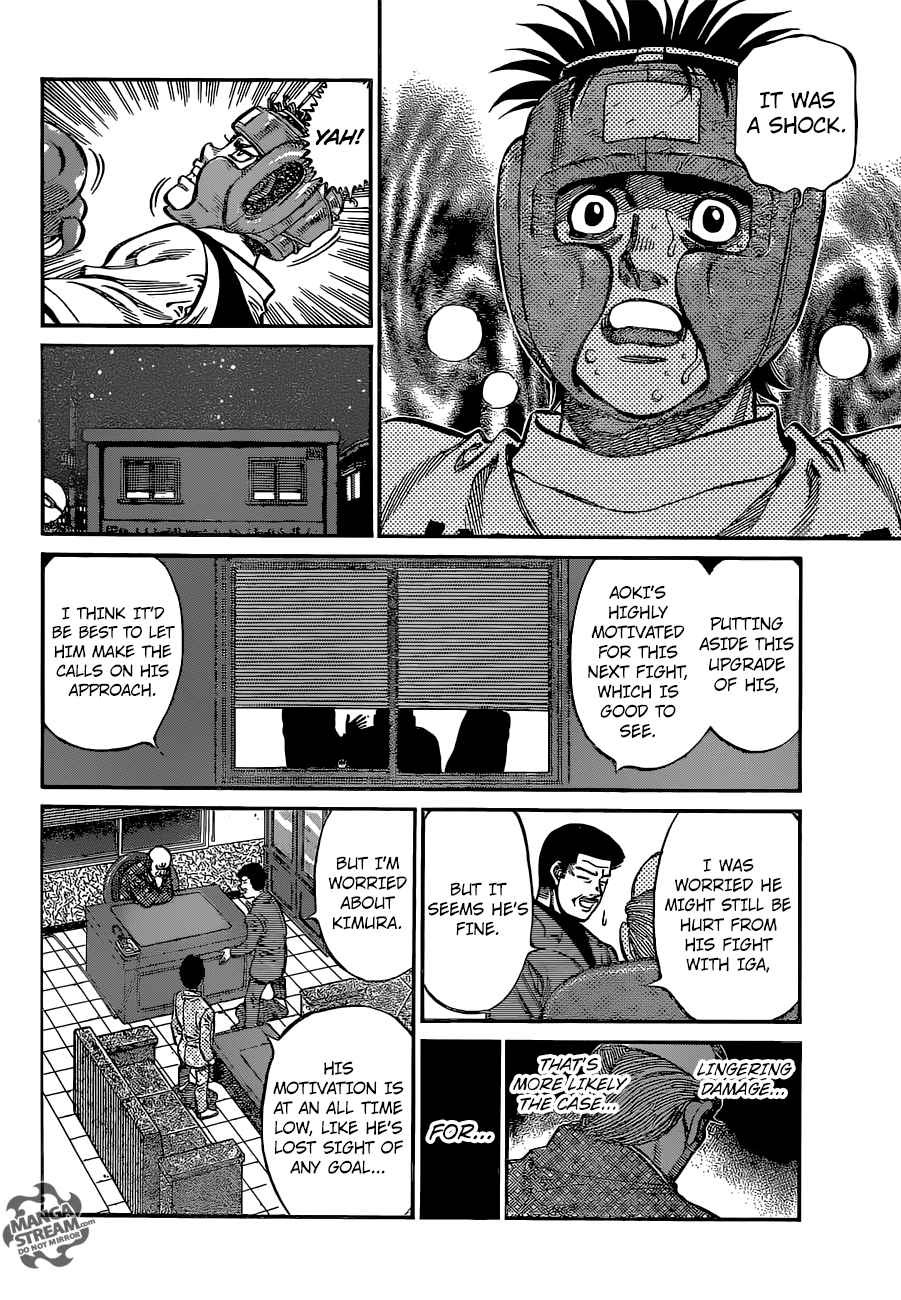 IT WAS
A SHOCK.
YAH!
PUTTING
ASIDE THIS
UPGRADE
OF HIS,
AOKI'S
HIGHLY
MOTIVATED
FOR THIS
NEXT FIGHT,
WHICH IS
GOOD TO
SEE.
I THINK IT'D
BE BEST TO LET
HIM MAKE THE
CALLS ON HIS
APPROACH.
I WAS
WORRIED HE
MIGHT STILL BE
HURT FROM
HIS FIGHT
WITH IGA,
BUT IT
SEEMS HE'S
FINE.
BUT I'M
WORRIED
ABOUT
KIMURA.
HIS
MOTIVATION IS
AT AN ALL TIME
LOW, LIKE HE'S
LOST SIGHT OF
ANY GOAL...
LINGERING
DAMAGE...
THAT'S
MORE LIKELY
THE CASE...
FOR...
MANGA
STREAM.com
DO NOT MIRROR!